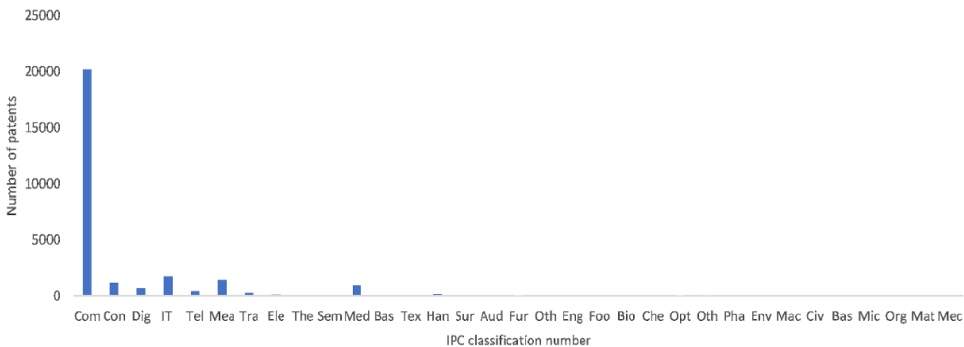 25000
20000
15000
10000
5000
0
Number of patents
Com Con Dig IT Tel Mea Tra Ele The Sem Med Bas Tex Han Sur Aud Fur Oth Eng Foo Bio Che Opt Oth Pha Env Mac Civ Bas Mic Org Mat Mec
IPC classification number